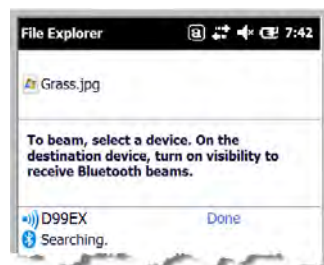 File Explorer 7:42
Grass.jpg
To beam, select a device. On the
destination device, turn on visibility to
receive Bluetooth beams.
D99EX Done
Searching.